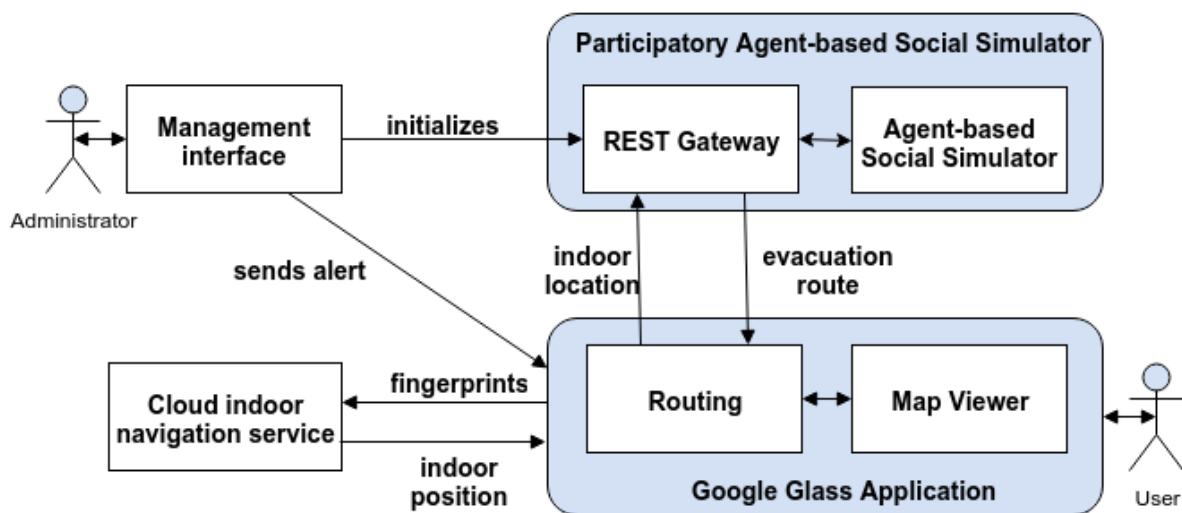 Participatory Agent-based Social Simulator
Management
interface
initializes
REST Gateway
Agent-based
Social Simulator
Administrator
sends alert
indoor
location
evacuation
route
Cloud indoor
navigation service
fingerprints
indoor
position
Routing
Map Viewer
Google Glass Application
User